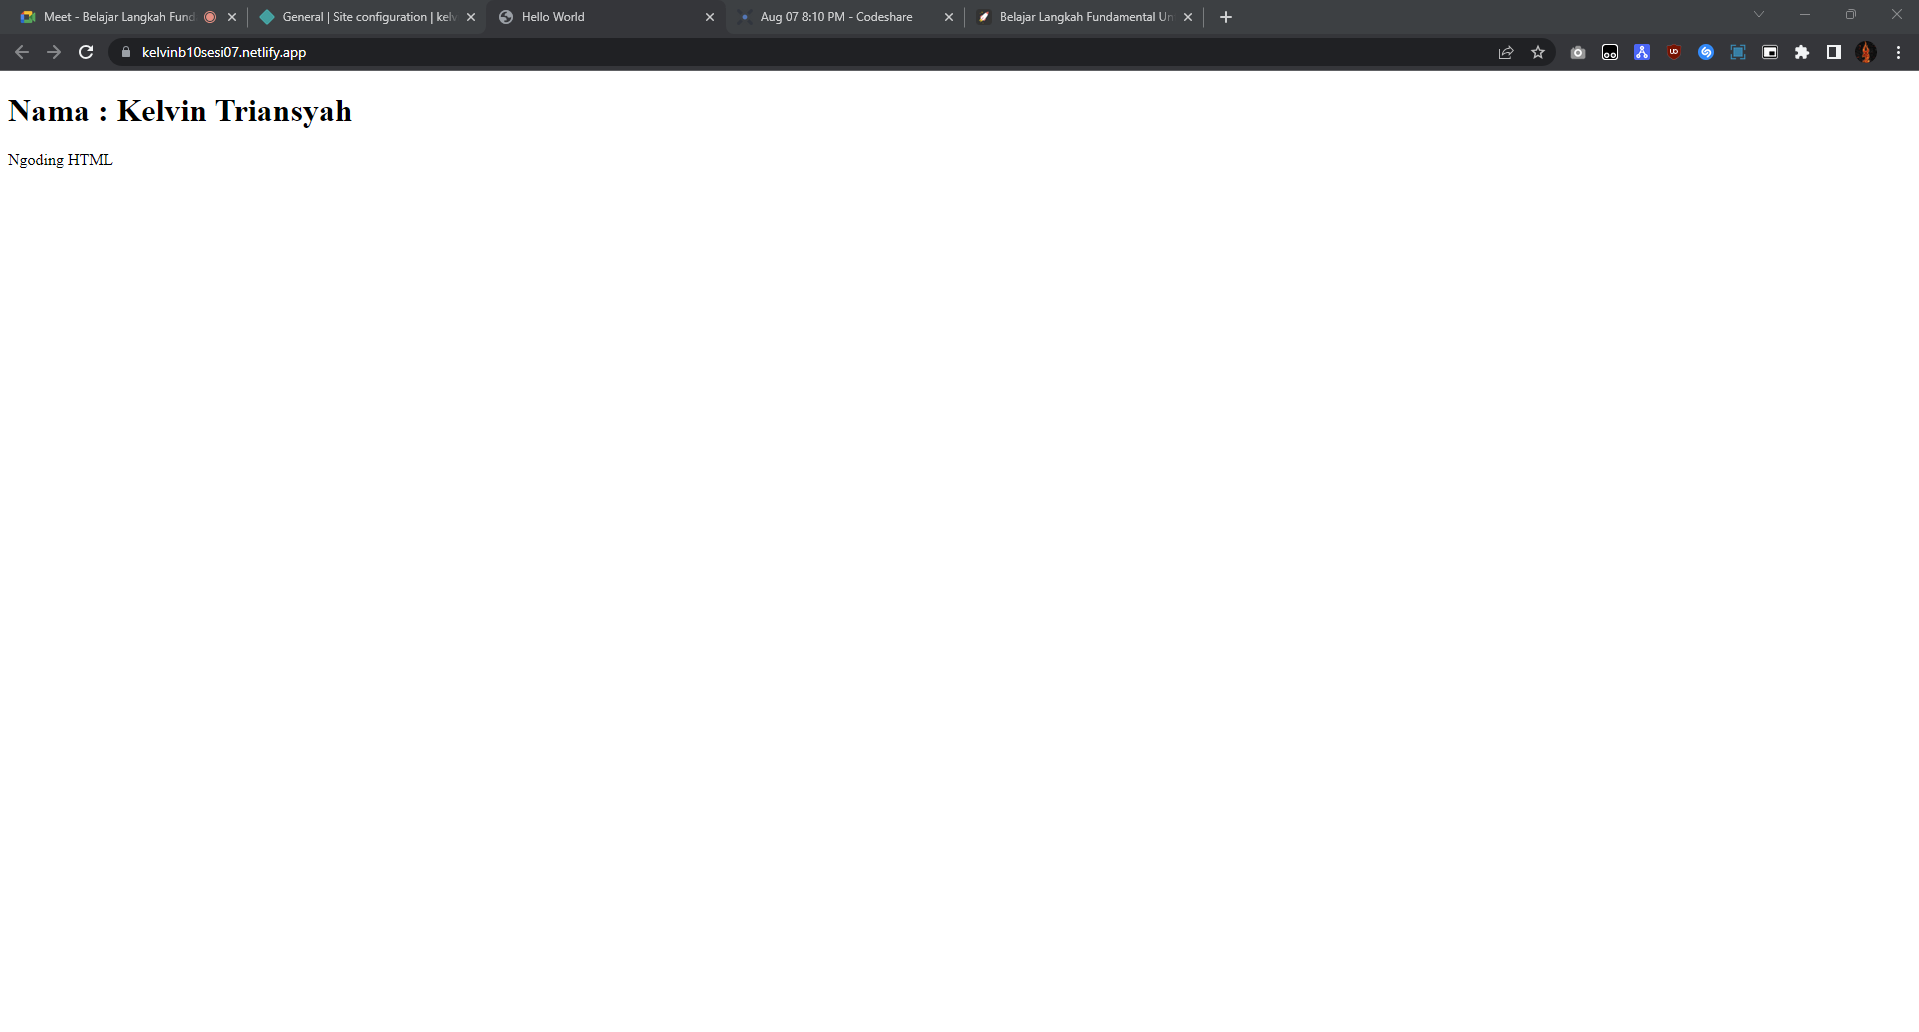 Meet - Belajar Langkah Fund
General | Site configuration | kelv
Hello World
Aug 07 8:10 PM - Codeshare
Belajar Langkah Fundamental Un
kelvinb10sesi07.netlify.app
Nama : Kelvin Triansyah
Ngoding HTML